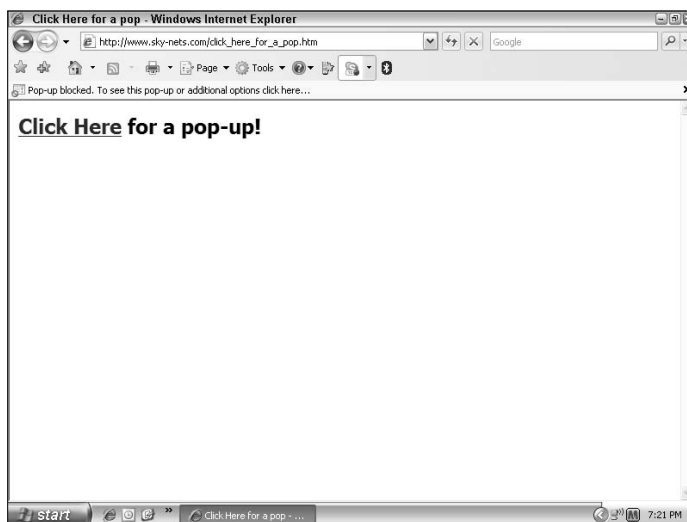 Click Here for a pop - Windows Internet Explorer
http://www.sky-nets.com/click_here_for_a_pop.htm
Google
Page Tools
Pop-up blocked. To see this pop-up or additional options click here...
Click Here for a pop-up!
start
Click Here for a pop - ...
7:21 PM